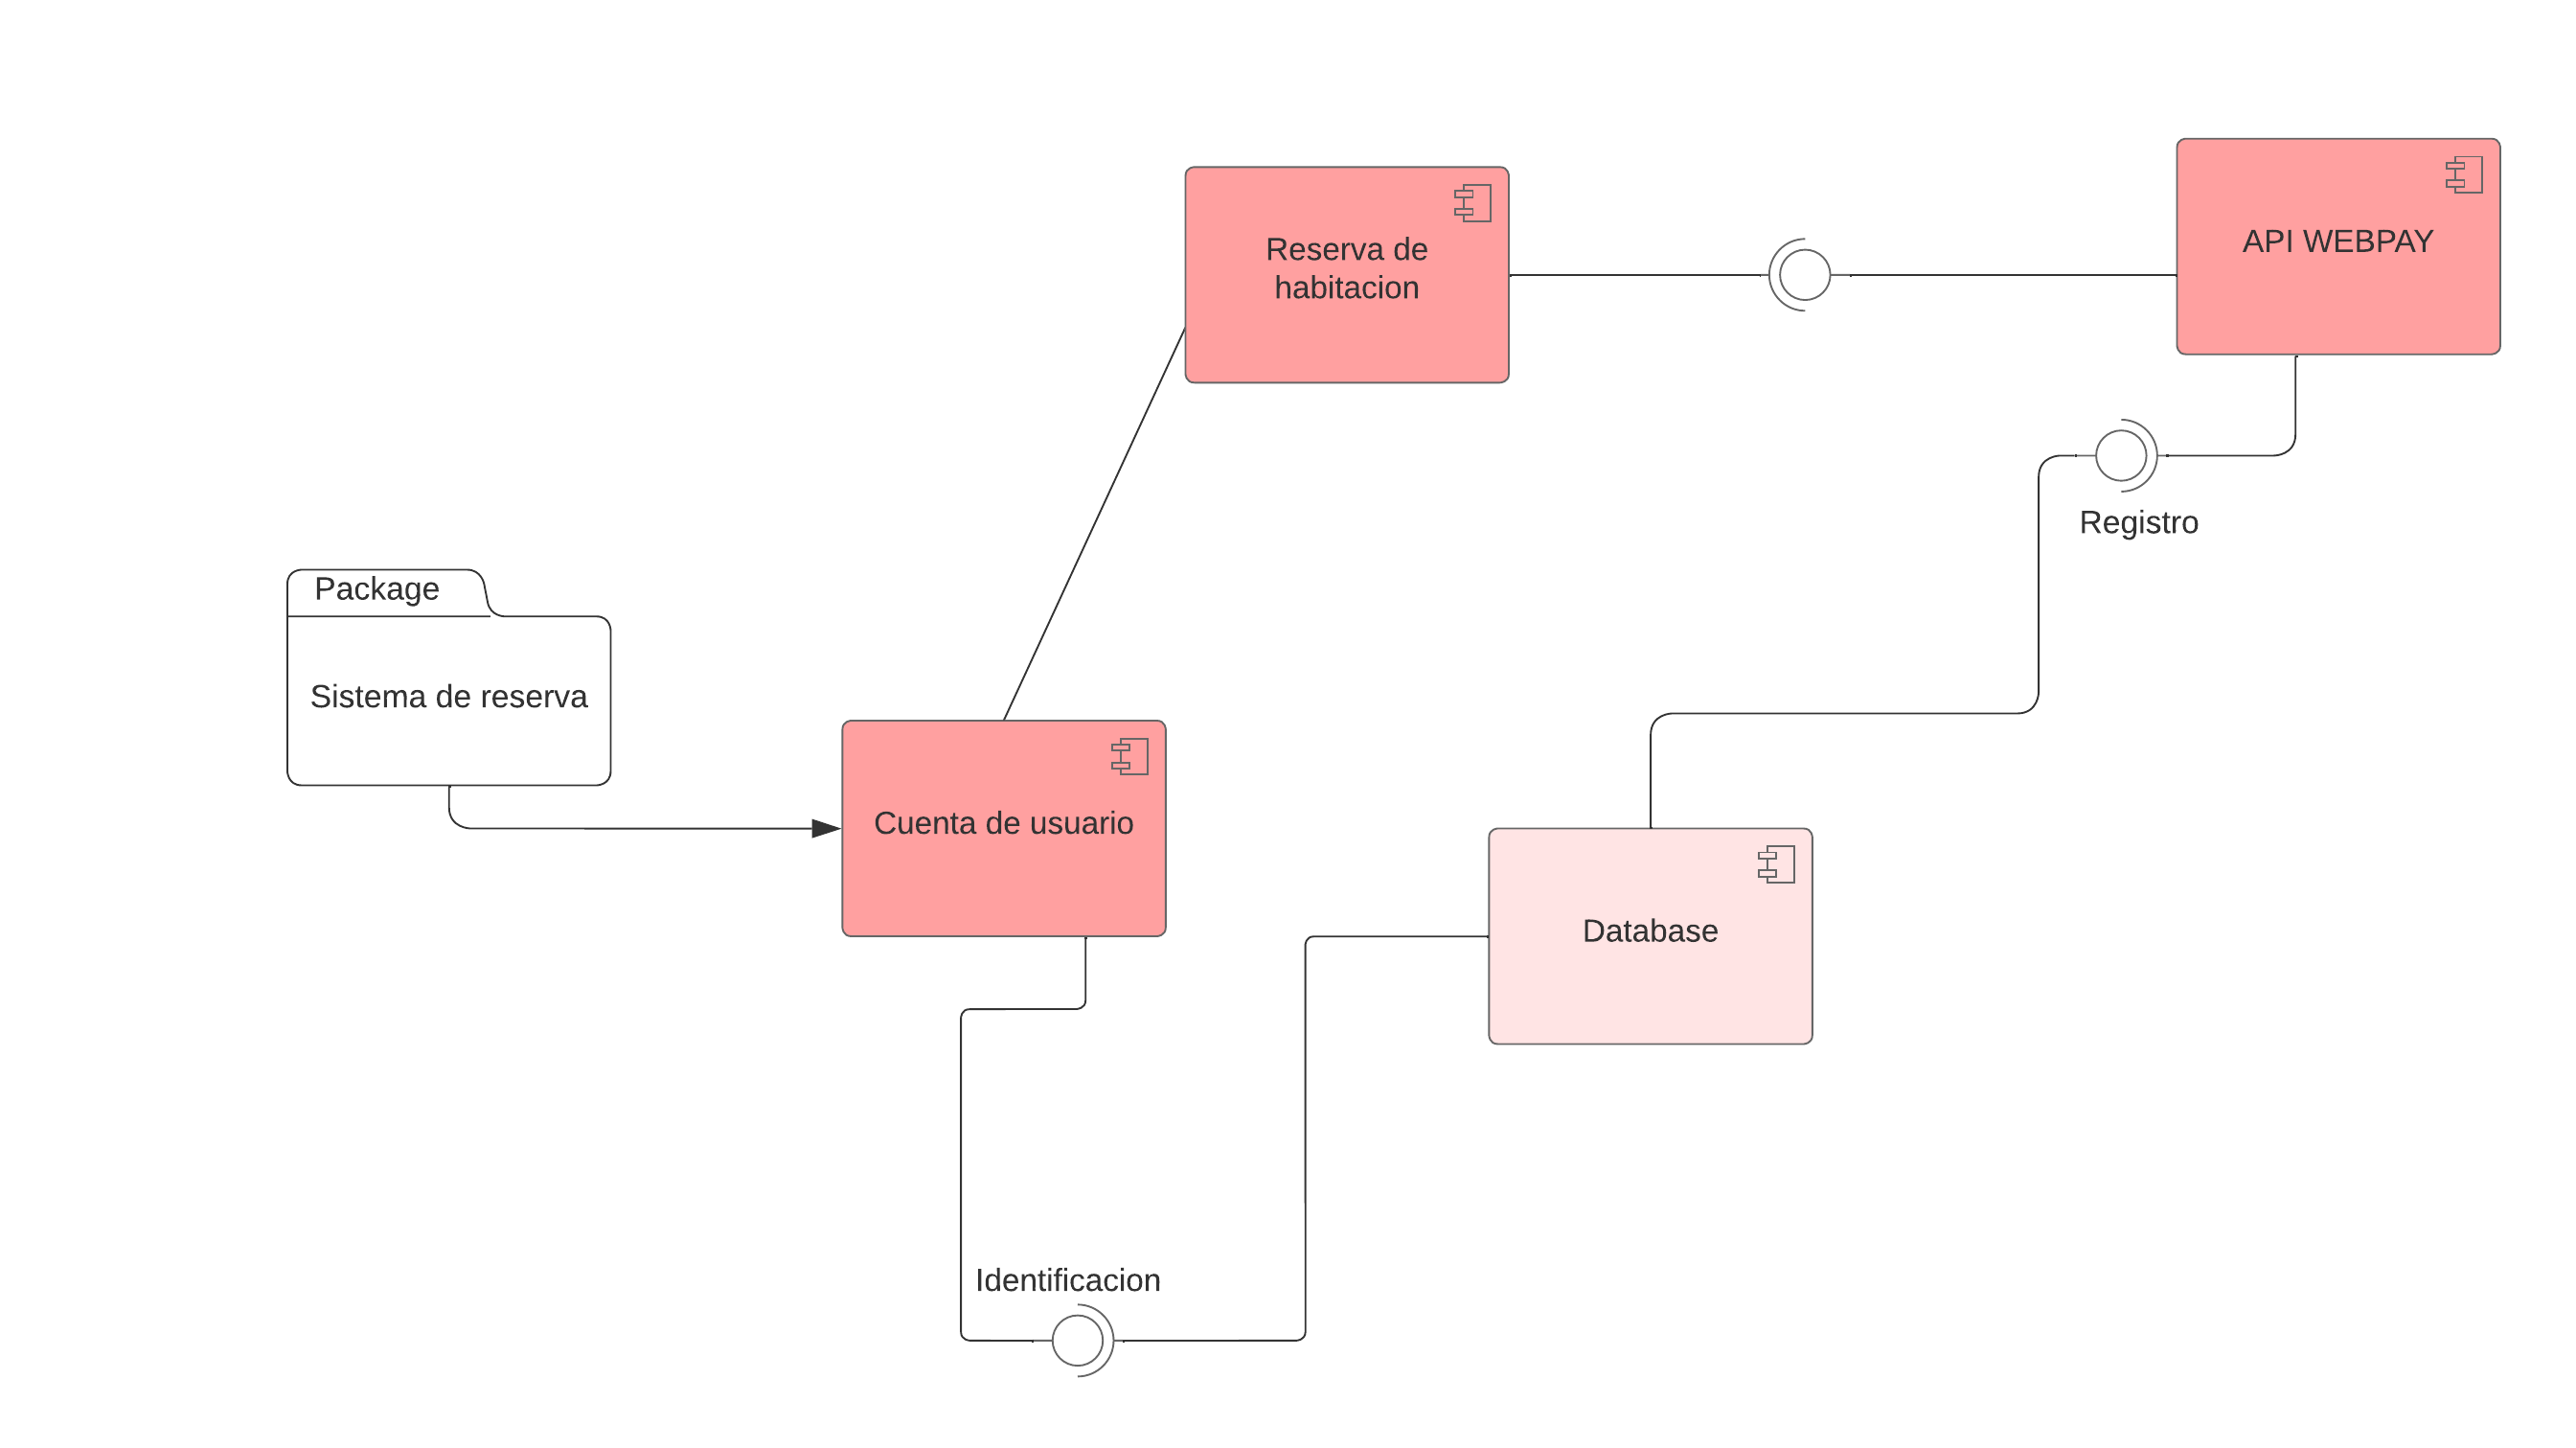 Reserva de
habitacion
API WEBPAY
Registro
Package
Sistema de reserva
Cuenta de usuario
Database
Identificacion